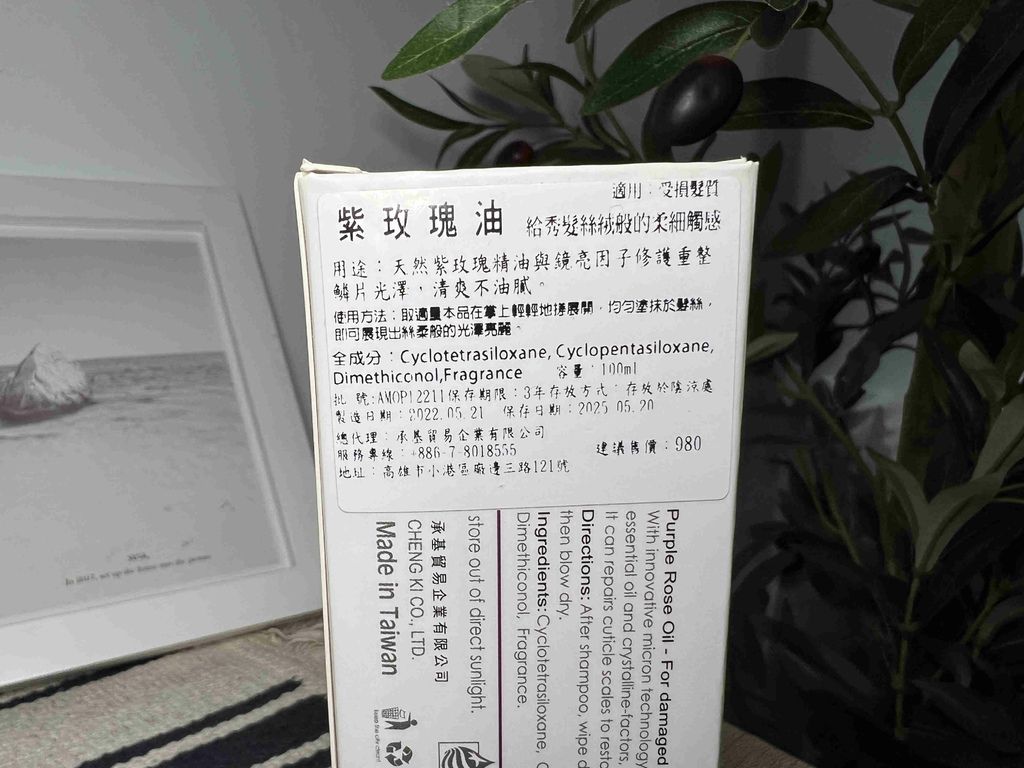 適用：受損髮質
紫玫瑰油 給秀髮絲絨般的柔細觸感
用途：天然紫玫瑰精油與鏡亮因子修護重整
鱗片光澤，清爽不油膩。
使用方法：取適量本品在掌上輕輕地搓展開，均勻塗抹於髮絲，
即可展現出絲柔般的光澤亮麗。
全成分：Cyclotetrasiloxane, Cyclopentasiloxane,
Dimethiconol,Fragrance 容量：100ml
批 號:AMOP12211保存期限：3年存放方式：存放於陰涼處
製造日期：2022.05.21 保存日期：2025.05.20
總代理：承基貿易企業有限公司
服務專線：+886-7-8018555 建議售價：980
地址：高雄市小港區廠邊三路121號
Purple Rose Oil - For damaged
With innovative micron technology
essential oil and crystalline-factors,
It can repairs cuticle scales to resto
Directions: After shampoo, wipe d
then blow dry.
Ingredients: Cyclotetrasiloxane, C
Dimethiconol, Fragrance.
store out of direct sunlight.
承基貿易企業有限公司
CHENG KI CO., LTD.
Made in Taiwan